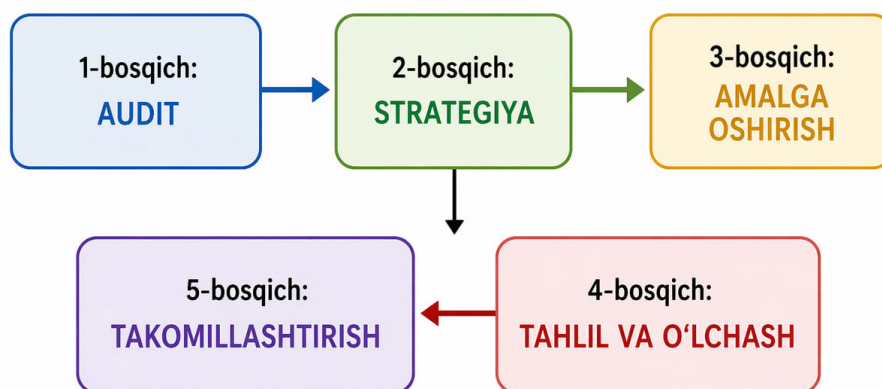 1-bosqich:
AUDIT
2-bosqich:
STRATEGIYA
3-bosqich:
AMALGA
OSHIRISH
5-bosqich:
TAKOMILLASHTIRISH
4-bosqich:
TAHLIL VA O‘LCHASH